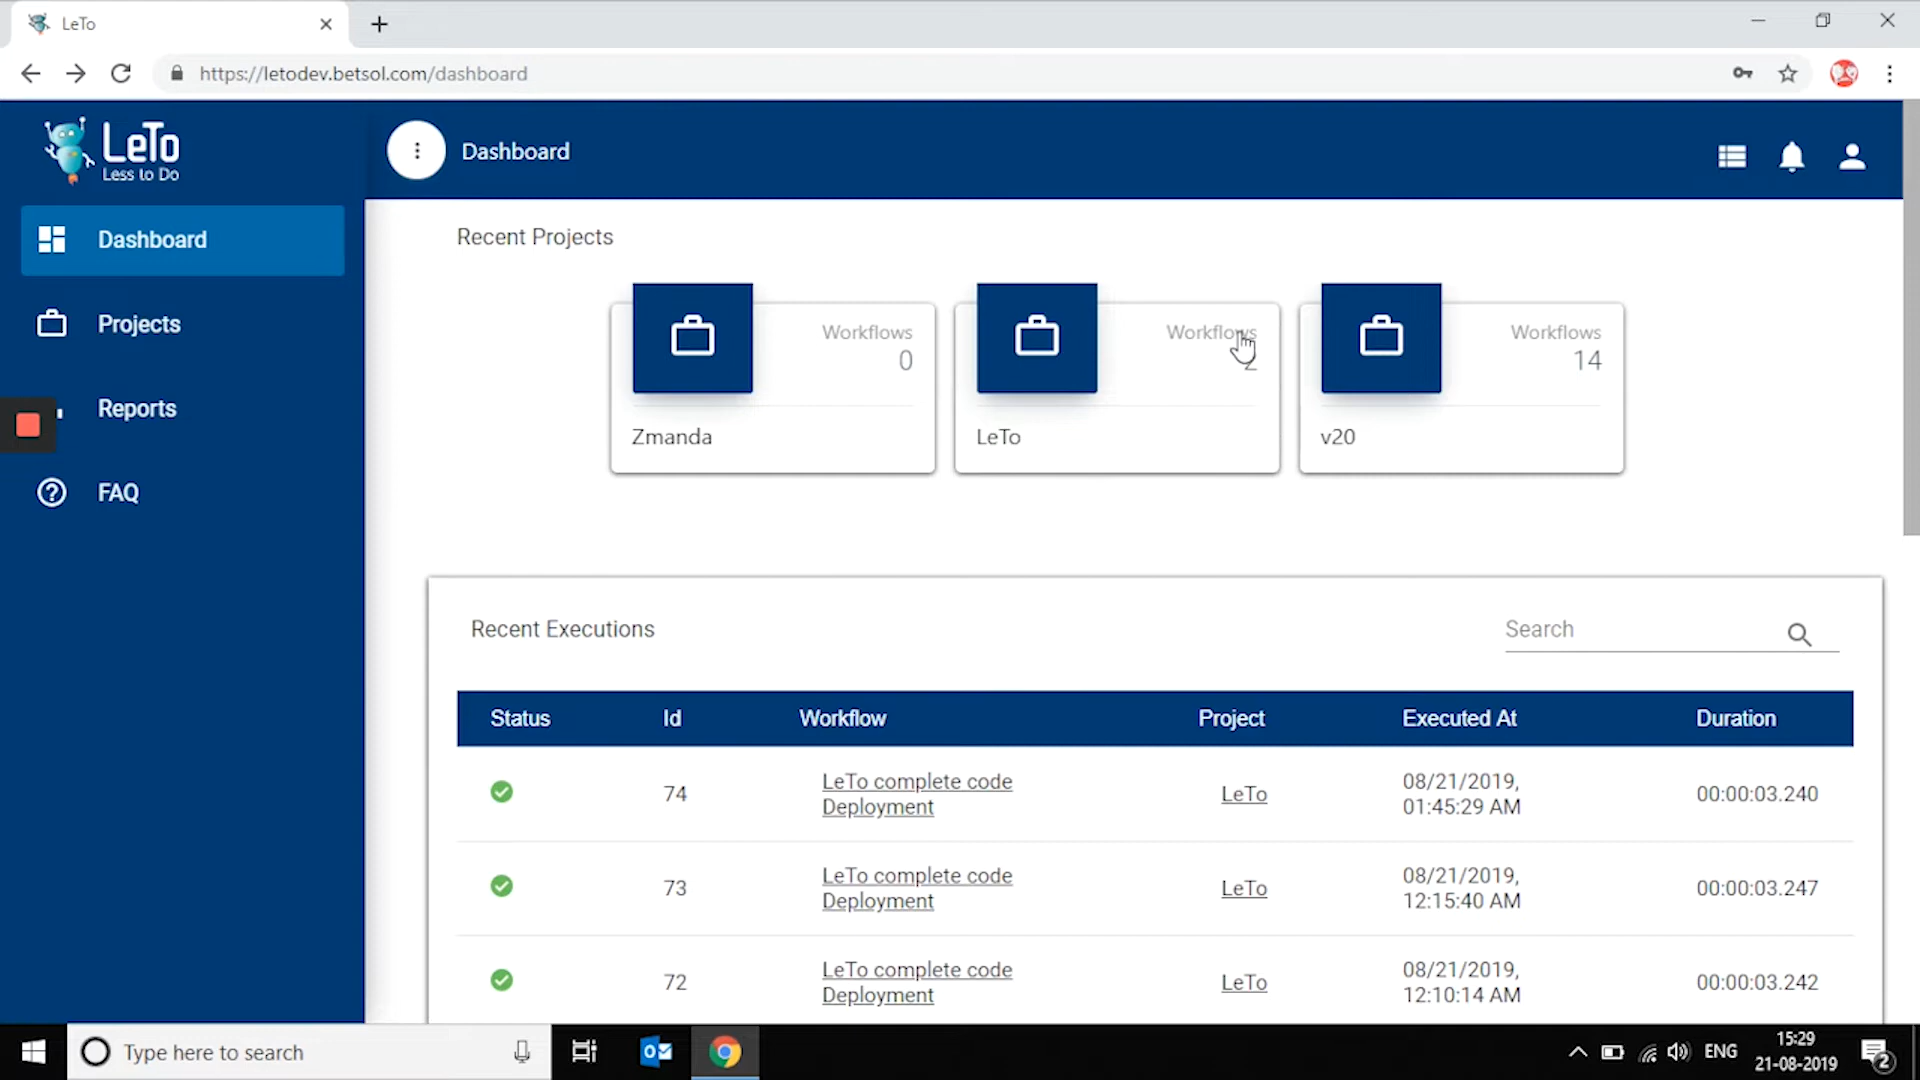 LeTo
https://letodev.betsol.com/dashboard
LeTo
Less to Do
Dashboard
Dashboard
Projects
Reports
FAQ
Recent Projects
Workflows
0
Zmanda
Workflows
2
LeTo
Workflows
14
v20
Recent Executions
Search
Status Id Workflow Project Executed At Duration
74 LeTo complete code Deployment LeTo 08/21/2019, 01:45:29 AM 00:00:03.240
73 LeTo complete code Deployment LeTo 08/21/2019, 12:15:40 AM 00:00:03.247
72 LeTo complete code Deployment LeTo 08/21/2019, 12:10:14 AM 00:00:03.242
Type here to search
ENG
15:29
21-08-2019
2